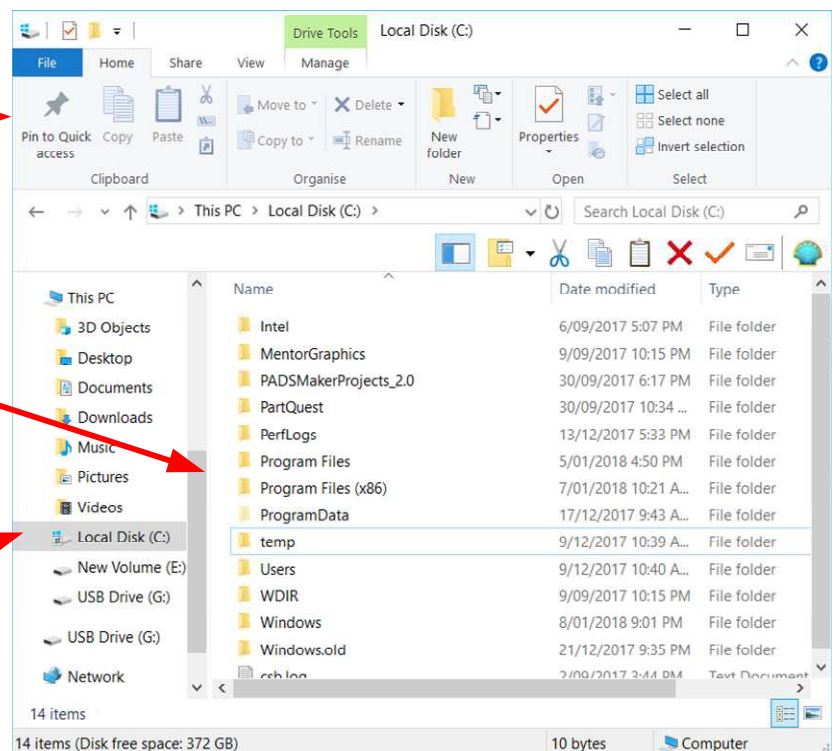 Drive Tools Local Disk (C:)
File Home Share View Manage
Pin to Quick access Copy Paste
Move to Copy to
Delete Rename
New folder
Properties
Select all
Select none
Invert selection
Clipboard Organise New Open Select
This PC > Local Disk (C:) > Search Local Disk (C:)
This PC
3D Objects
Desktop
Documents
Downloads
Music
Pictures
Videos
Local Disk (C:)
New Volume (E:)
USB Drive (G:)
USB Drive (G:)
Network
Name Date modified Type
Intel 6/09/2017 5:07 PM File folder
MentorGraphics 9/09/2017 10:15 PM File folder
PADSMakerProjects_2.0 30/09/2017 6:17 PM File folder
PartQuest 30/09/2017 10:34 ... File folder
PerfLogs 13/12/2017 5:33 PM File folder
Program Files 5/01/2018 4:50 PM File folder
Program Files (x86) 7/01/2018 10:21 A... File folder
ProgramData 17/12/2017 9:43 A... File folder
temp 9/12/2017 10:39 A... File folder
Users 9/12/2017 10:40 A... File folder
WDIR 9/09/2017 10:15 PM File folder
Windows 8/01/2018 9:01 PM File folder
Windows.old 21/12/2017 9:35 PM File folder
csb.log 2/09/2017 3:44 PM Text Document
14 items
14 items (Disk free space: 372 GB) 10 bytes Computer